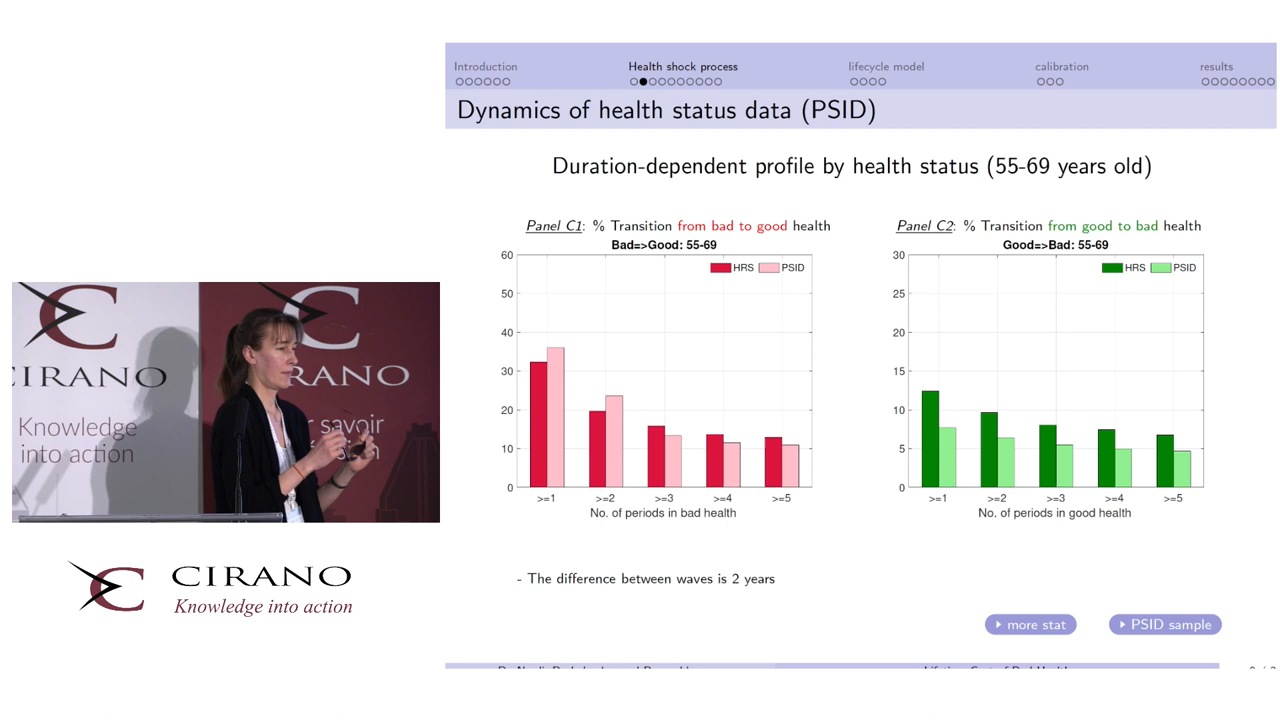 Introduction
Health shock process
lifecycle model
calibration
results
Dynamics of health status data (PSID)
Duration-dependent profile by health status (55-69 years old)
Panel C1: % Transition from bad to good health
Bad=>Good: 55-69
HRS PSID
60
50
40
30
20
10
0
>=1 >=2 >=3 >=4 >=5
No. of periods in bad health
Panel C2: % Transition from good to bad health
Good=>Bad: 55-69
HRS PSID
30
25
20
15
10
5
0
>=1 >=2 >=3 >=4 >=5
No. of periods in good health
- The difference between waves is 2 years
more stat
PSID sample
CIRANO
Knowledge
into action
RANO
savoir
CIRANO
Knowledge into action